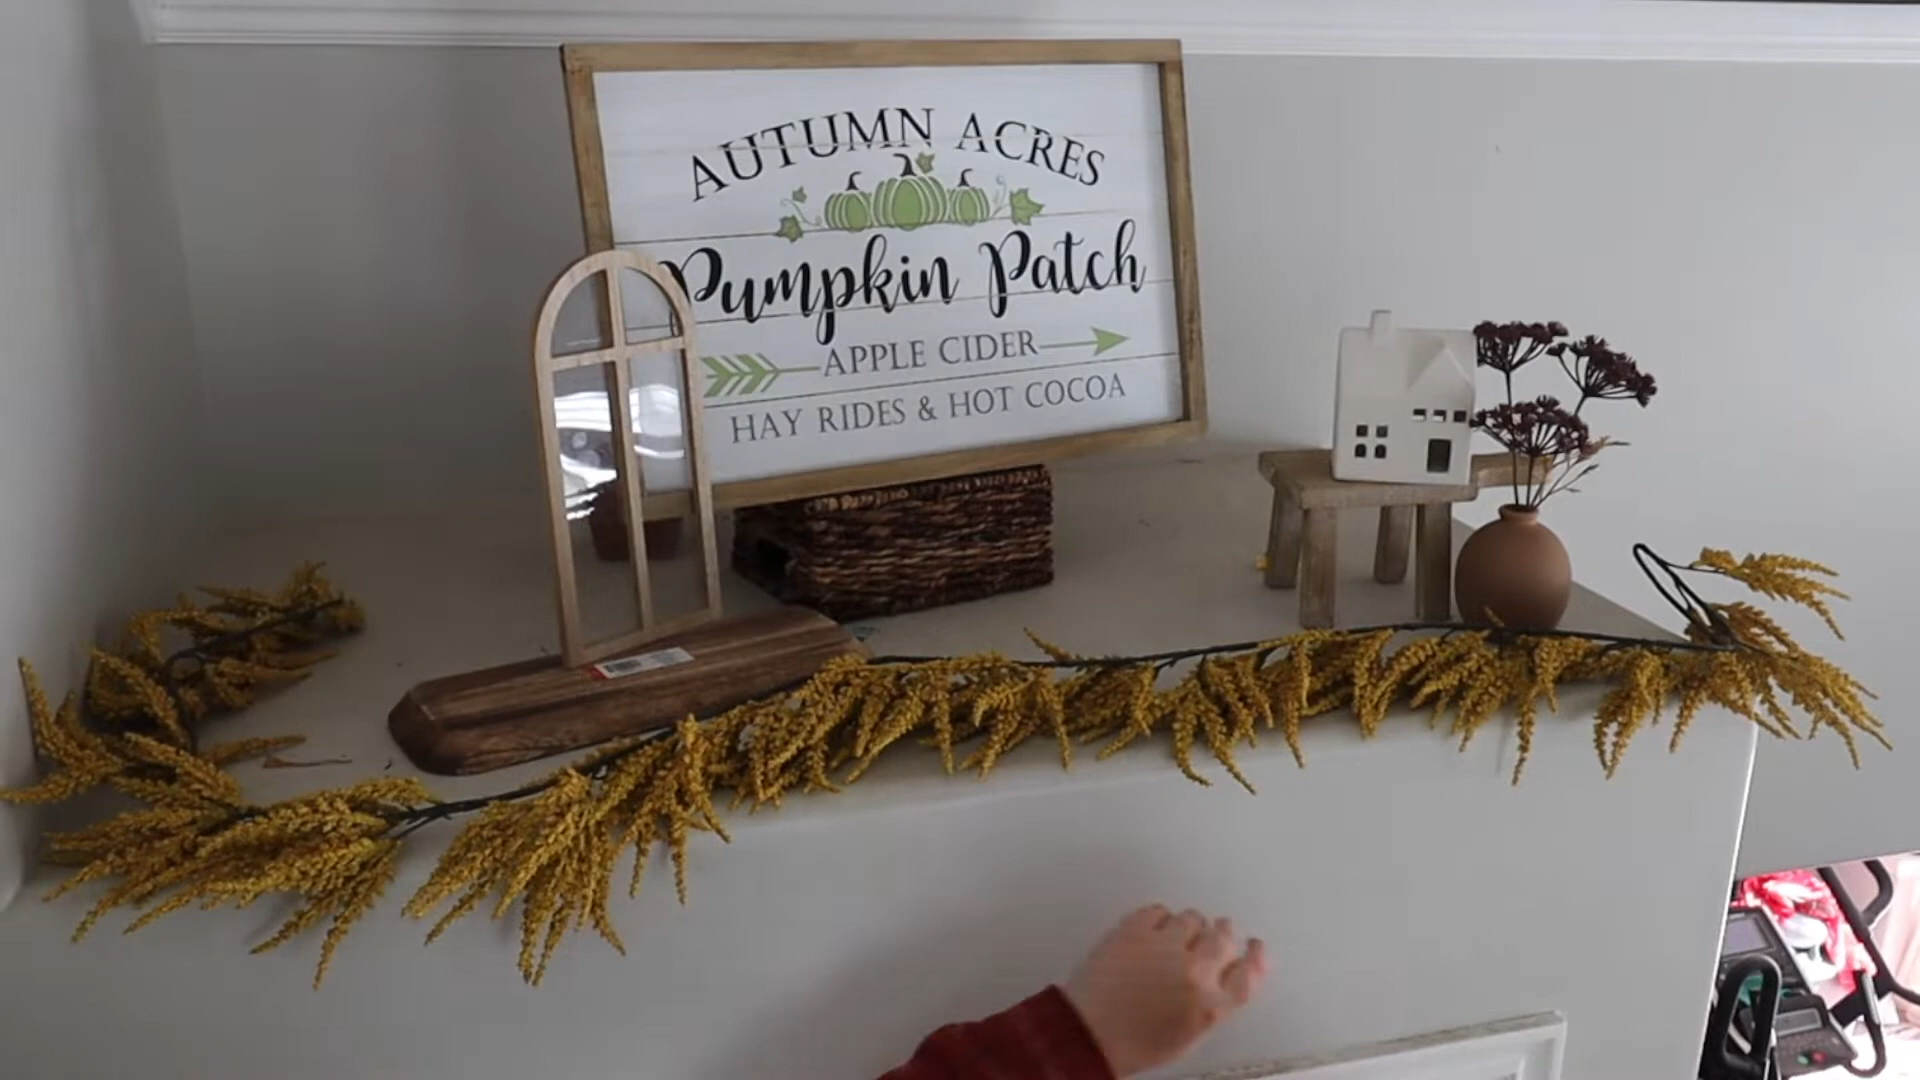 AUTUMN ACRES
Pumpkin Patch
APPLE CIDER
HAY RIDES & HOT COCOA